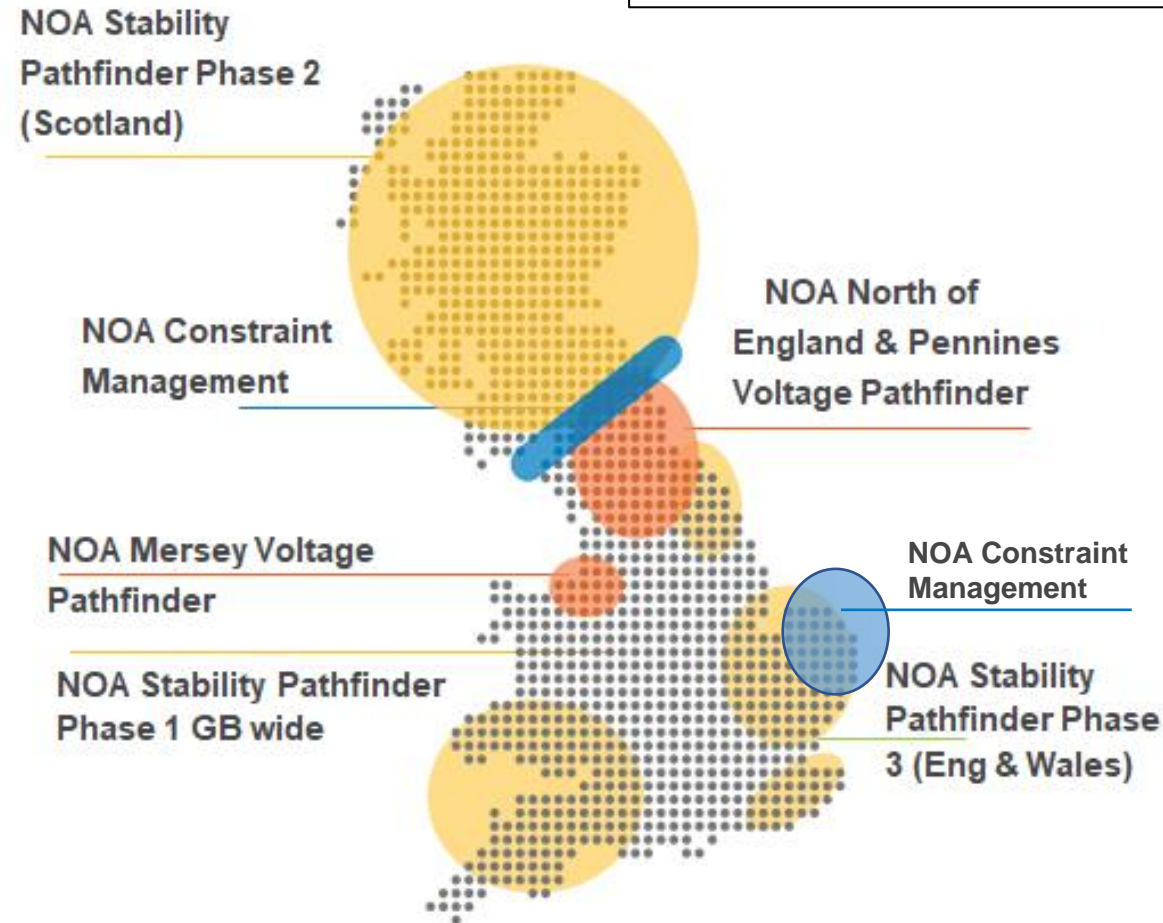 NOA Stability
Pathfinder Phase 2
(Scotland)
NOA Constraint
Management
NOA North of
England & Pennines
Voltage Pathfinder
NOA Mersey Voltage
Pathfinder
NOA Constraint
Management
NOA Stability Pathfinder
Phase 1 GB wide
NOA Stability
Pathfinder Phase
3 (Eng & Wales)